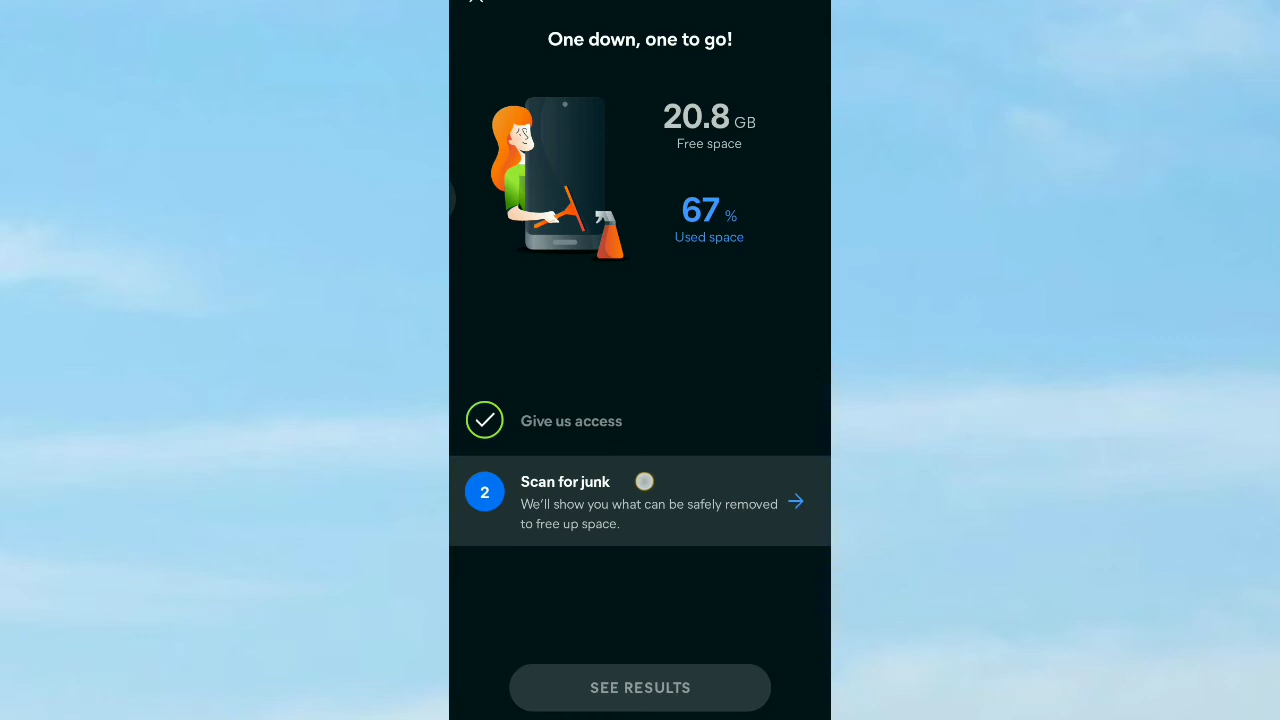 One down, one to go!
20.8 GB
Free space
67 %
Used space
Give us access
2
Scan for junk
We'll show you what can be safely removed
to free up space.
SEE RESULTS